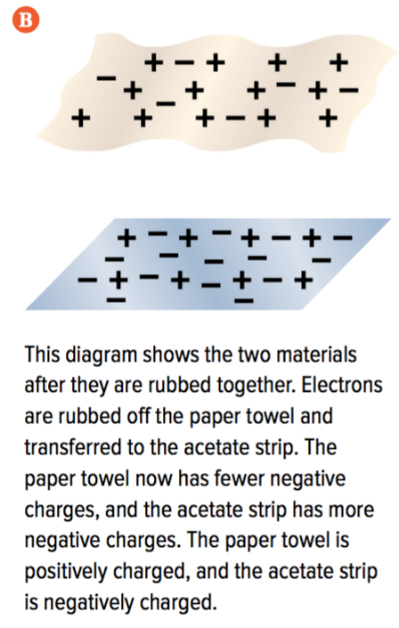 B
+ − + + +
− + + + − + −
+ + − + − + +
+ − + − + − + −
− − − − −
− + − + − + − +
− −
This diagram shows the two materials
after they are rubbed together. Electrons
are rubbed off the paper towel and
transferred to the acetate strip. The
paper towel now has fewer negative
charges, and the acetate strip has more
negative charges. The paper towel is
positively charged, and the acetate strip
is negatively charged.